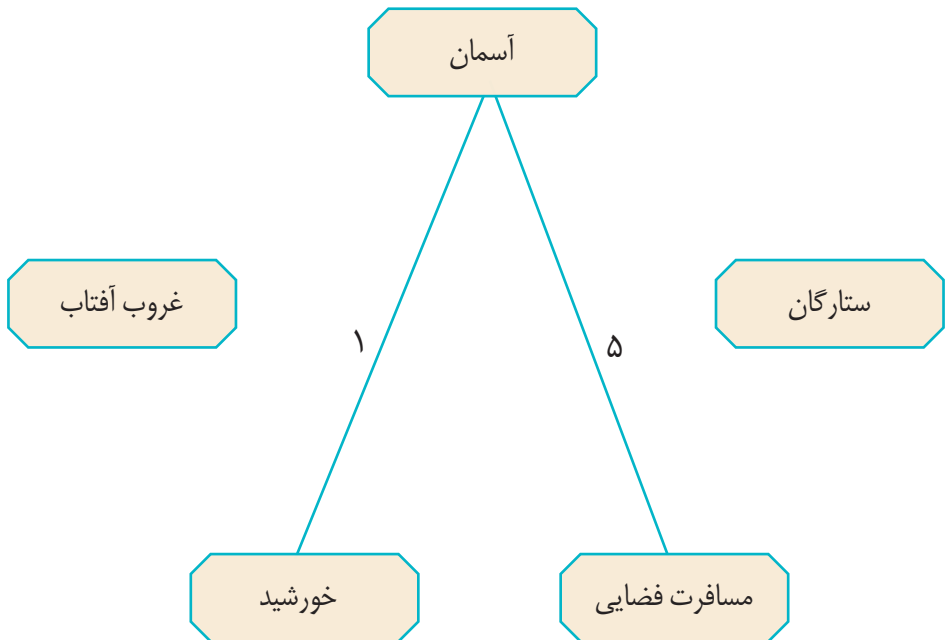 آسمان
ستارگان
غروب آفتاب
۵
۱
مسافرت فضایی
خورشید